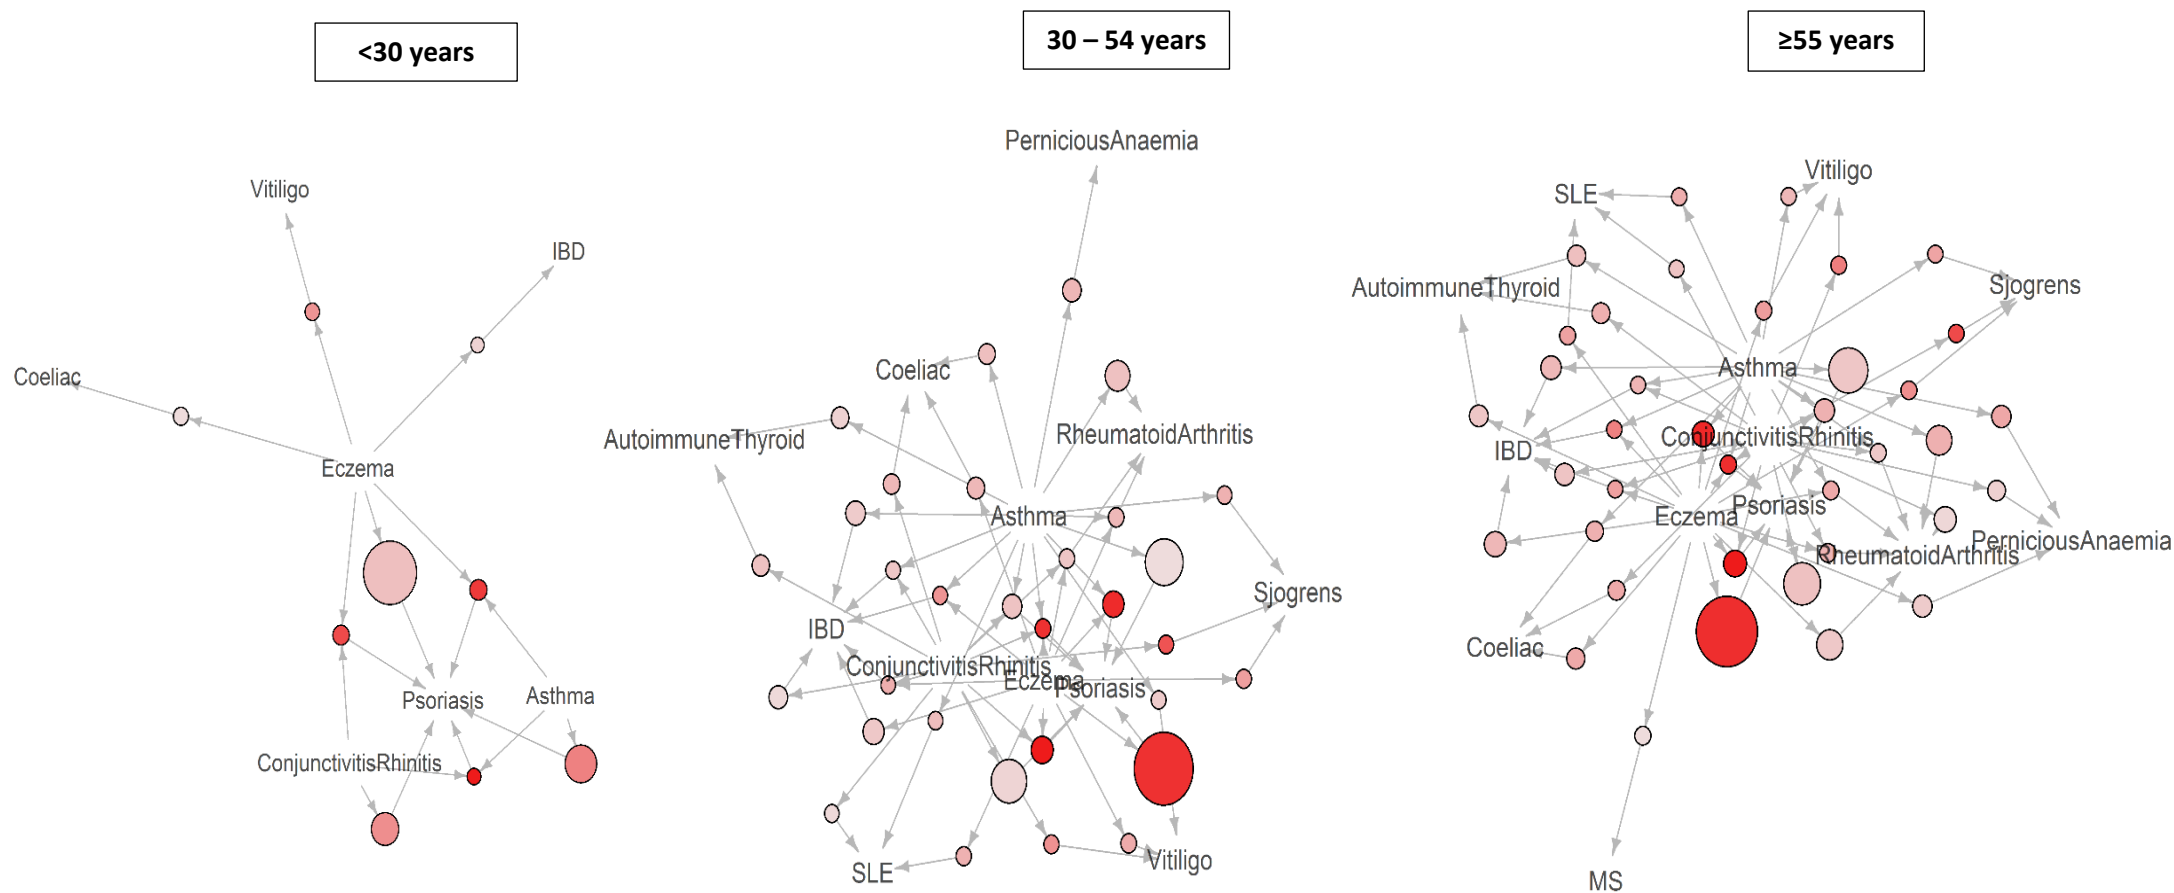 <30 years
Vitiligo
IBD
Coeliac
Eczema
Psoriasis
Asthma
ConjunctivitisRhinitis
30 – 54 years
PerniciousAnaemia
Coeliac
AutoimmuneThyroid
RheumatoidArthritis
Asthma
Sjogrens
IBD
ConjunctivitisRhinitis
Eczema
Psoriasis
Vitiligo
SLE
≥55 years
Vitiligo
SLE
AutoimmuneThyroid
Sjogrens
Asthma
ConjunctivitisRhinitis
IBD
Psoriasis
Eczema
PerniciousAnaemia
RheumatoidArthritis
Coeliac
MS